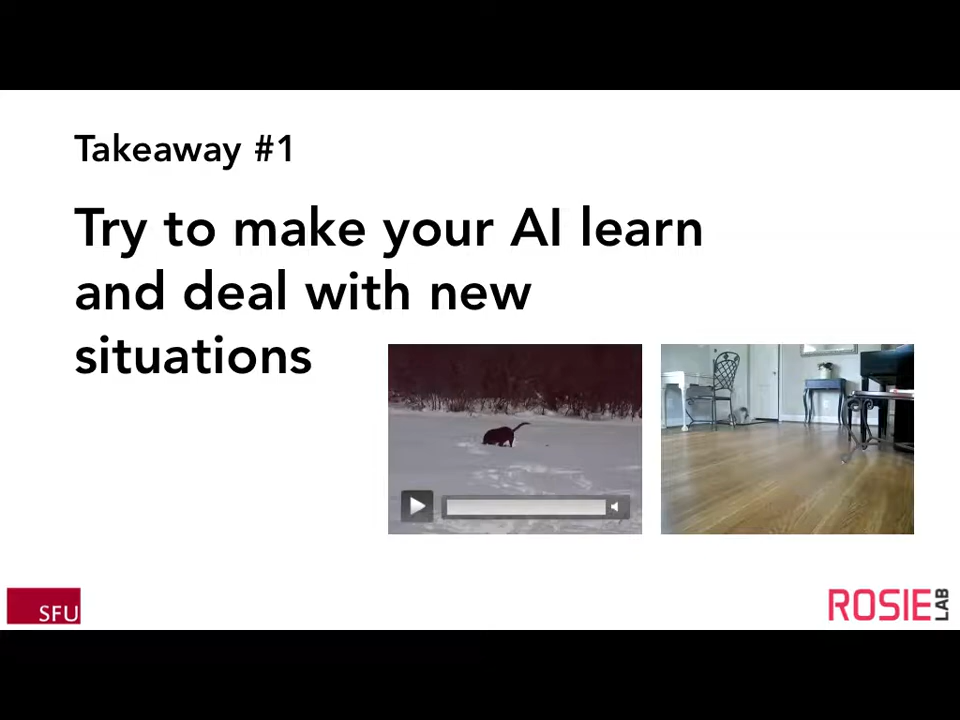 Takeaway #1
Try to make your AI learn
and deal with new
situations
SFU
ROSIE LAB